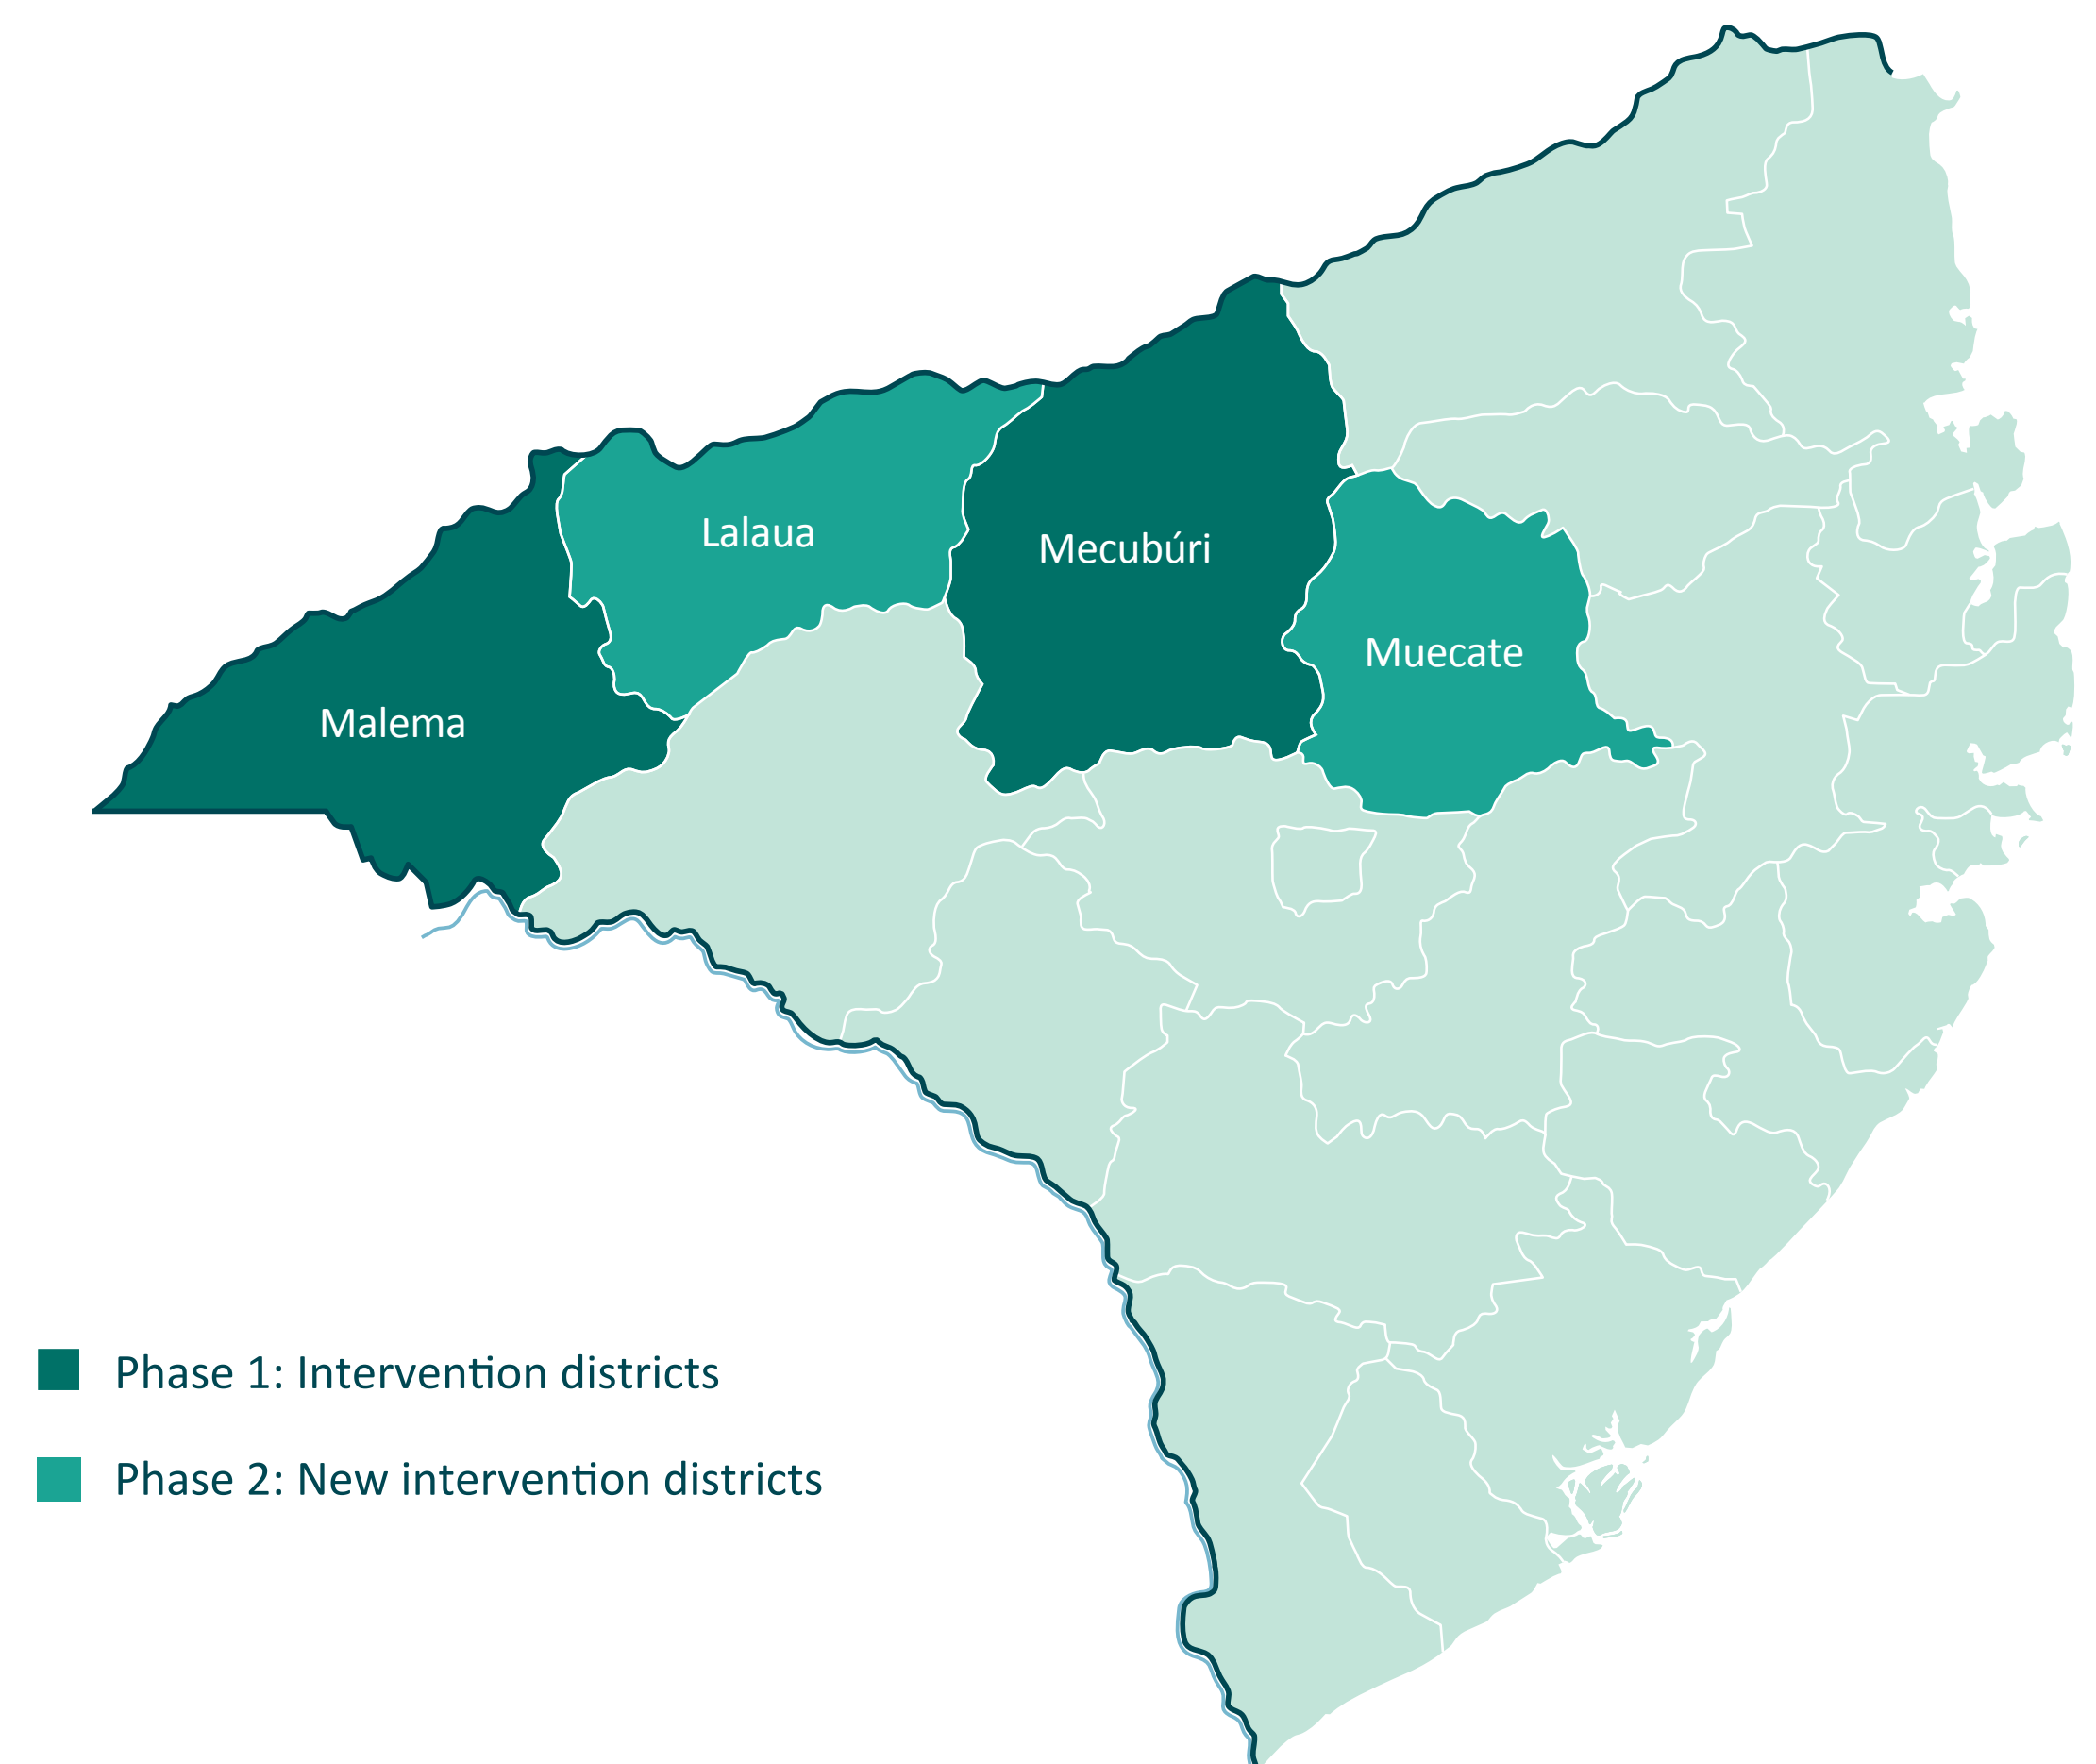 Lalaua
Mecubúri
Muecate
Malema
Phase 1: Intervention districts
Phase 2: New intervention districts